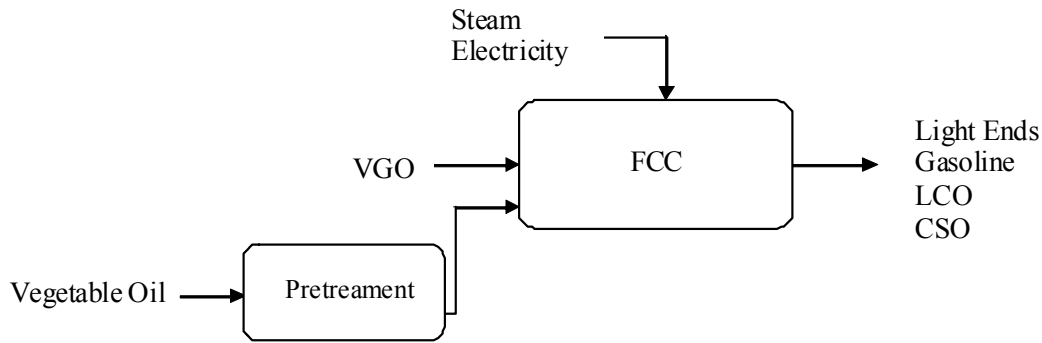 Steam
Electricity
VGO
FCC
Light Ends
Gasoline
LCO
CSO
Vegetable Oil
Pretreament